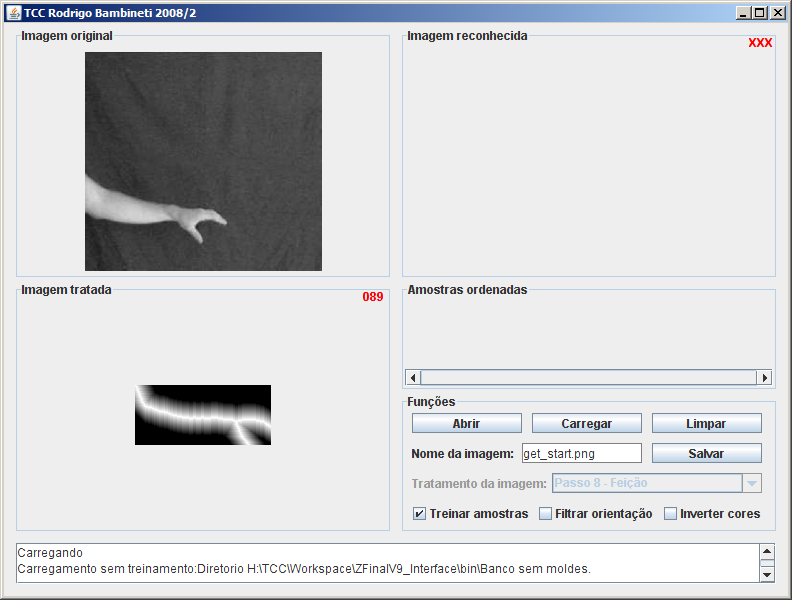 TCC Rodrigo Bambineti 2008/2
Imagem original
Imagem reconhecida
XXX
Imagem tratada
089
Amostras ordenadas
Funções
Abrir Carregar Limpar
Nome da imagem: get_start.png Salvar
Tratamento da imagem: Passo 8 - Feição
Treinar amostras Filtrar orientação Inverter cores
Carregando
Carregamento sem treinamento:Diretorio H:\TCC\Workspace\ZFinalV9_Interface\bin\Banco sem moldes.